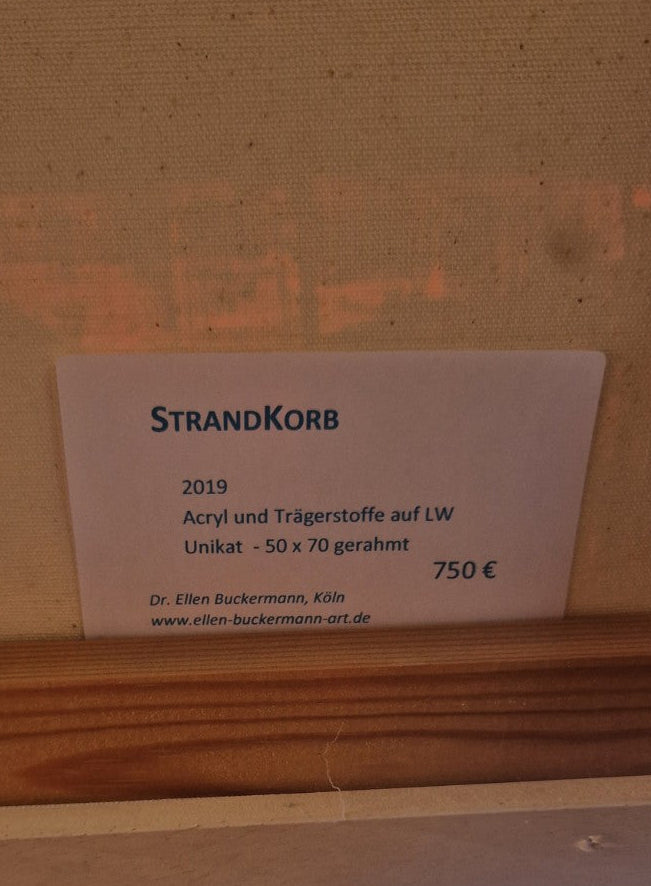 STRANDKORB
2019
Acryl und Trägerstoffe auf LW
Unikat - 50 x 70 gerahmt
750 €
Dr. Ellen Buckermann, Köln
www.ellen-buckermann-art.de